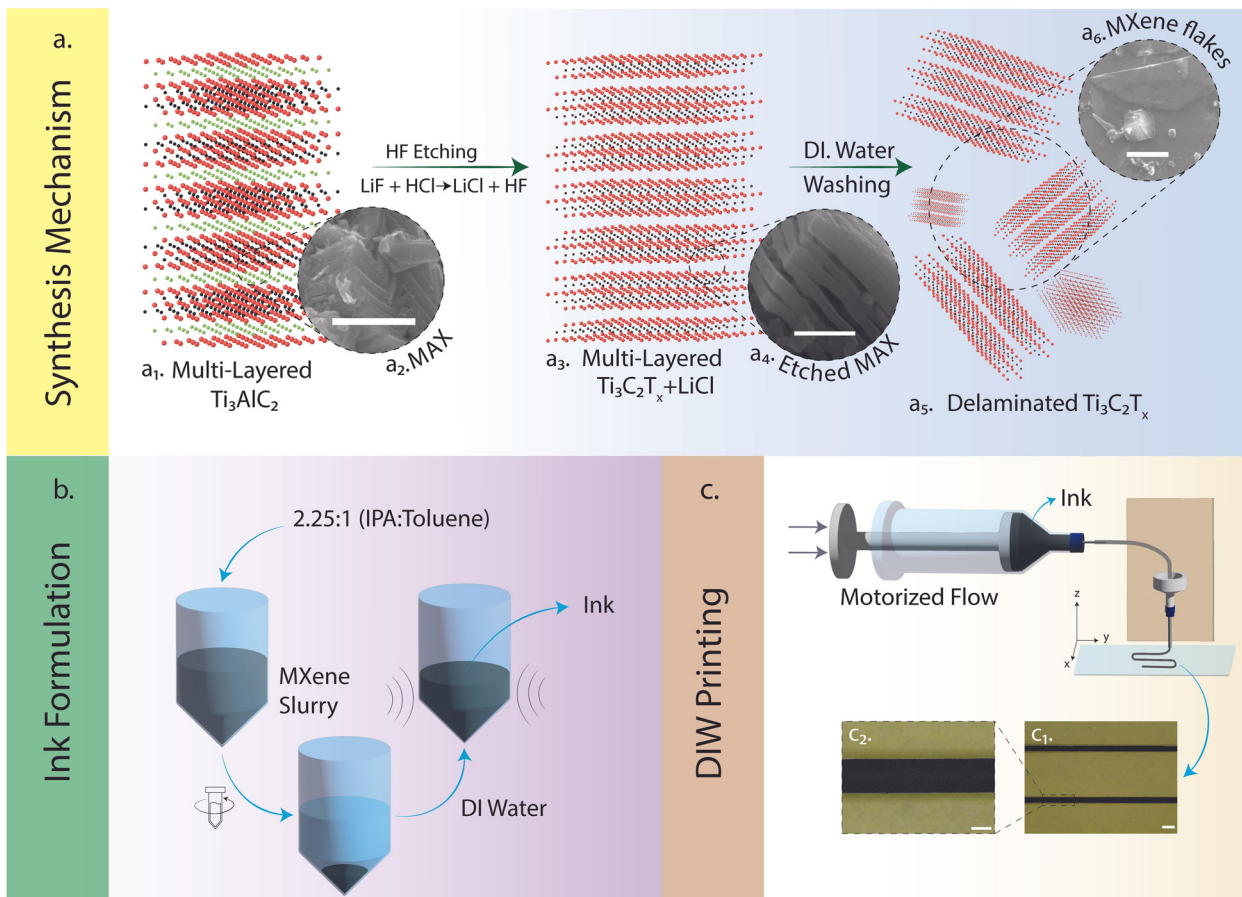 a.
Synthesis Mechanism
a₁. Multi-Layered
Ti₃AlC₂
HF Etching
LiF + HCl→LiCl + HF
a₂. MAX
a₃. Multi-Layered
Ti₃C₂Tₓ+LiCl
a₄. Etched MAX
DI. Water
Washing
a₅. Delaminated Ti₃C₂Tₓ
a₆. MXene flakes
b.
Ink Formulation
2.25:1 (IPA:Toluene)
MXene
Slurry
DI Water
Ink
c.
DIW Printing
Ink
Motorized Flow
z
y
x
C₂.
C₁.